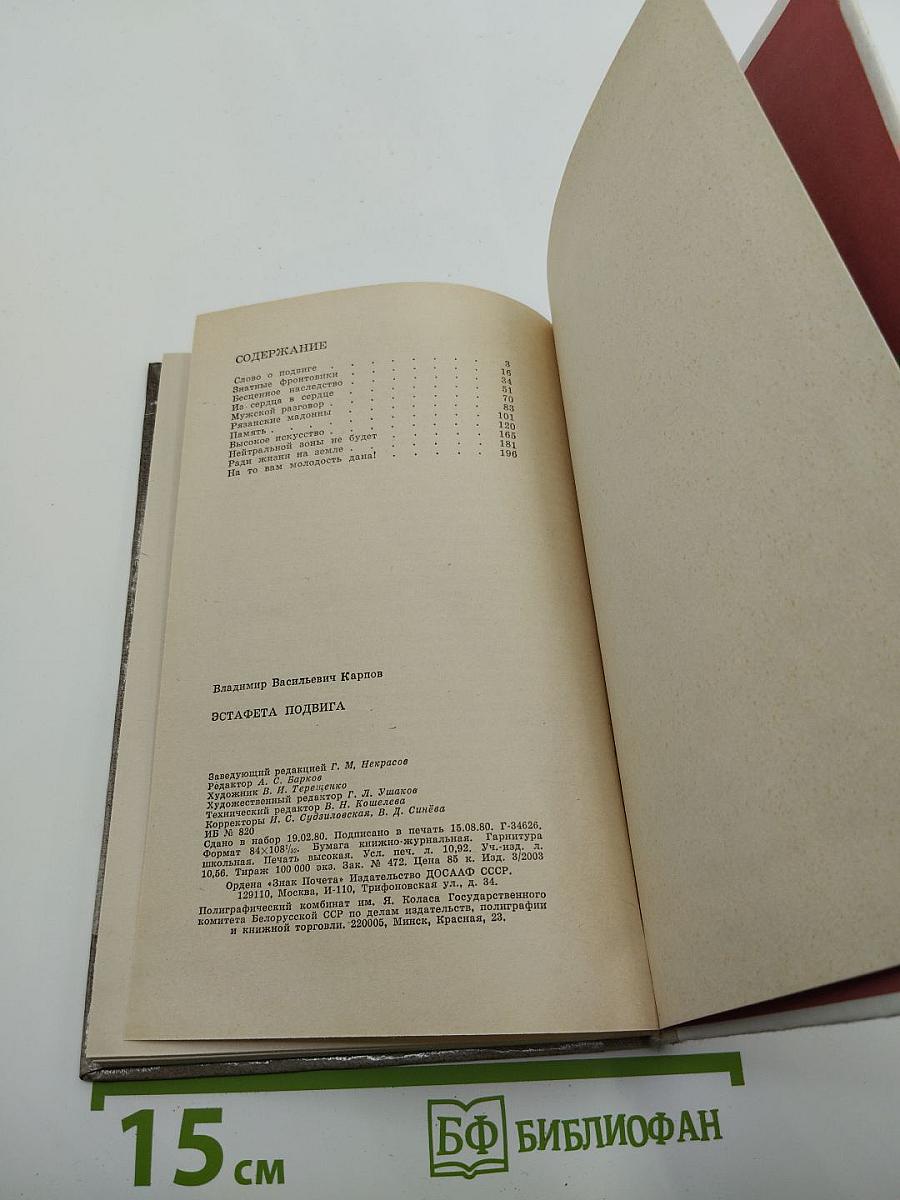 СОДЕРЖАНИЕ
Слово о подвиге . . . . . . . 3
Знатные фронтовики . . . . . . . 16
Бесценное наследство . . . . . . . 34
Из сердца в сердце . . . . . . . 51
Мужской разговор . . . . . . . 70
Рязанские мадонны . . . . . . . 83
Память . . . . . . . . . 101
Высокое искусство . . . . . . . 120
Нейтральной зоны не будет . . . . . 165
Ради жизни на земле . . . . . . 181
На то вам молодость дана! . . . . . 196
Владимир Васильевич Карпов
ЭСТАФЕТА ПОДВИГА
Заведующий редакцией Г. М, Некрасов
Редактор А. С. Барков
Художник В. И. Терещенко
Художественный редактор Г. Л. Ушаков
Технический редактор В. Н. Кошелева
Корректоры И. С. Судзиловская, В. Д. Синёва
ИБ № 820
Сдано в набор 19.02.80. Подписано в печать 15.08.80. Г-34626.
Формат 84×108¹/₃₂. Бумага книжно-журнальная. Гарнитура
школьная. Печать высокая. Усл. печ. л. 10,92. Уч.-изд. л.
10,56. Тираж 100 000 экз. Зак. № 472. Цена 85 к. Изд. 3/2003
Ордена «Знак Почета» Издательство ДОСААФ СССР.
129110, Москва, И-110, Трифоновская ул., д. 34.
Полиграфический комбинат им. Я. Коласа Государственного
комитета Белорусской ССР по делам издательств, полиграфии
и книжной торговли. 220005, Минск, Красная, 23.
15 см
БФ БИБЛИОФАН